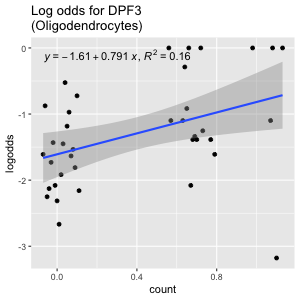 Log odds for DPF3
(Oligodendrocytes)
y = −1.61 + 0.791 x, R² = 0.16
0
-1
-2
-3
logodds
0.0 0.4 0.8
count